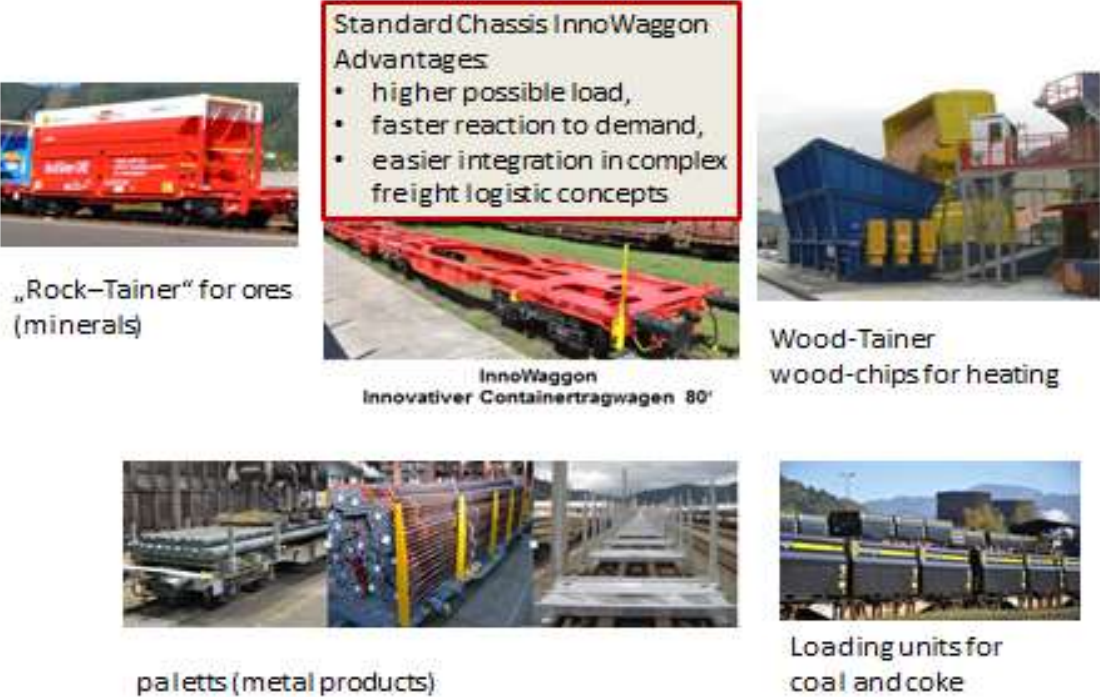 Standard Chassis InnoWaggon
Advantages:
• higher possible load,
• faster reaction to demand,
• easier integration in complex
freight logistic concepts
„Rock–Tainer“ for ores
(minerals)
InnoWaggon
Innovativer Containertragwagen 80'
Wood-Tainer
wood-chips for heating
paletts (metal products)
Loading units for
coal and coke